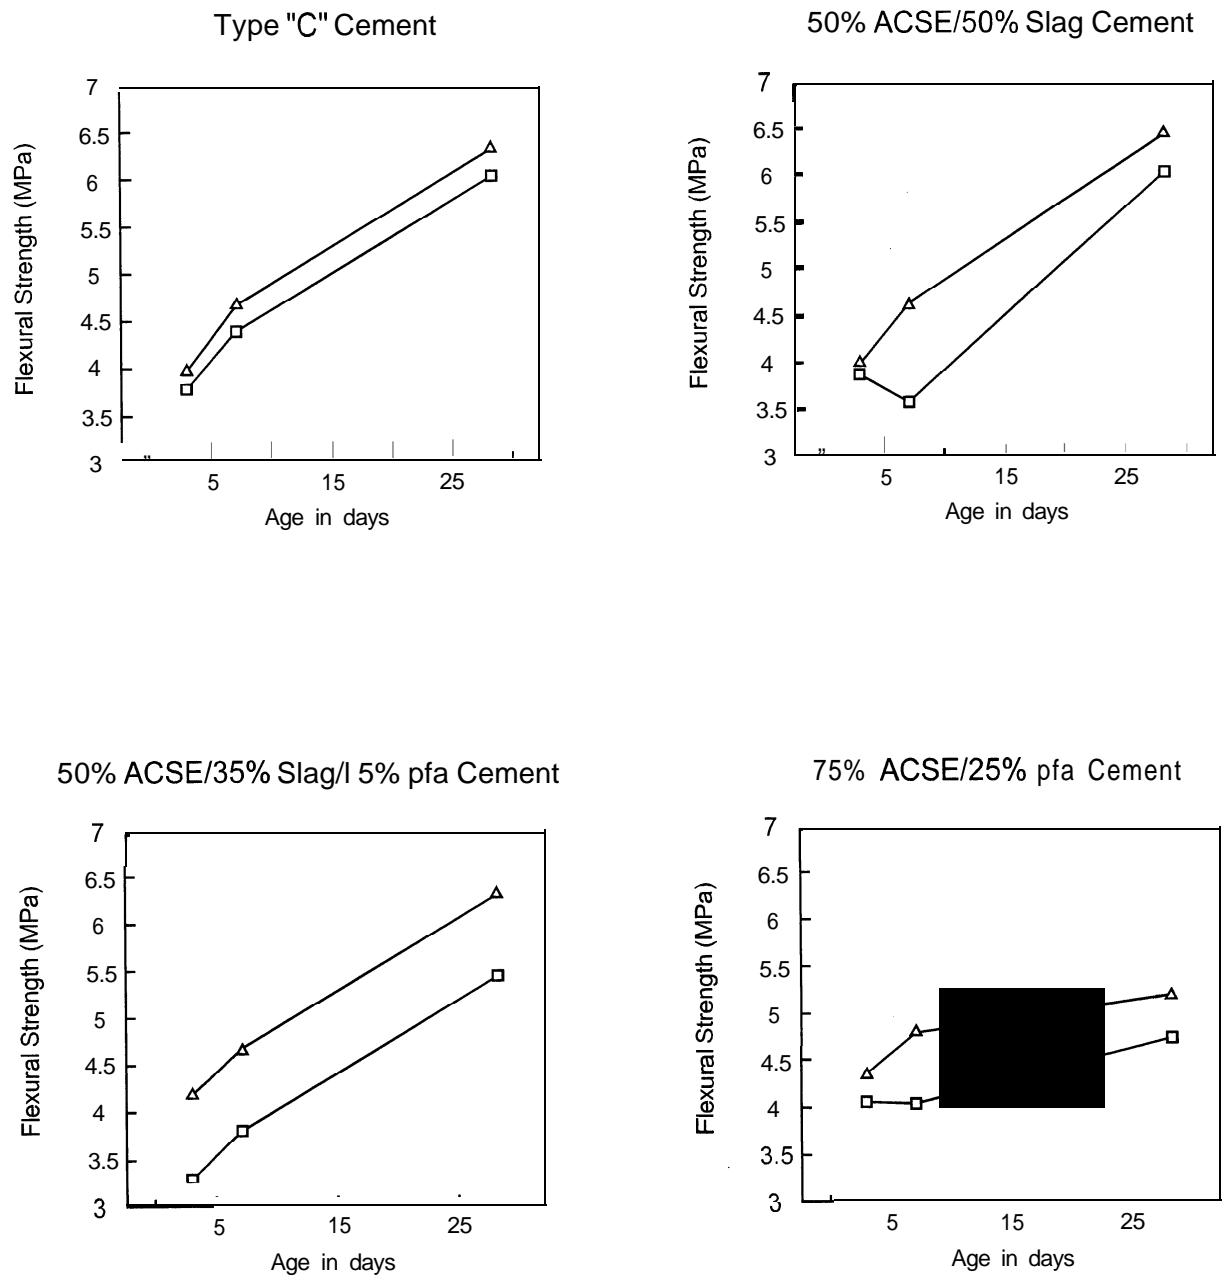 Type "C" Cement
7
6.5
6
5.5
5
4.5
4
3.5
3
Flexural Strength (MPa)
5 15 25
Age in days
50% ACSE/50% Slag Cement
7
6.5
6
5.5
5
4.5
4
3.5
3
Flexural Strength (MPa)
5 15 25
Age in days
50% ACSE/35% Slag/l 5% pfa Cement
7
6.5
6
5.5
5
4.5
4
3.5
3
Flexural Strength (MPa)
5 15 25
Age in days
75% ACSE/25% pfa Cement
7
6.5
6
5.5
5
4.5
4
3.5
3
Flexural Strength (MPa)
5 15 25
Age in days